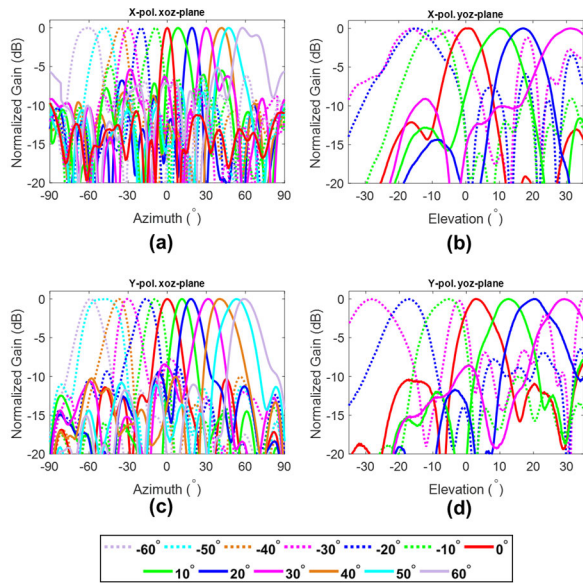 X-pol. xoz-plane
Normalized Gain (dB)
0
-5
-10
-15
-20
-90 -60 -30 0 30 60 90
Azimuth (°)
(a)
X-pol. yoz-plane
Normalized Gain (dB)
0
-5
-10
-15
-20
-30 -20 -10 0 10 20 30
Elevation (°)
(b)
Y-pol. xoz-plane
Normalized Gain (dB)
0
-5
-10
-15
-20
-90 -60 -30 0 30 60 90
Azimuth (°)
(c)
Y-pol. yoz-plane
Normalized Gain (dB)
0
-5
-10
-15
-20
-30 -20 -10 0 10 20 30
Elevation (°)
(d)
-60° -50° -40° -30° -20° -10° 0°
10° 20° 30° 40° 50° 60°